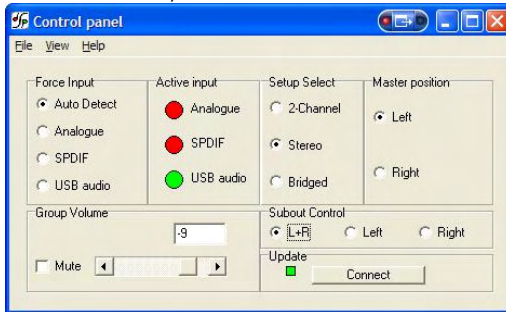 Control panel
File View Help
Force Input
Auto Detect
Analogue
SPDIF
USB audio
Active input
Analogue
SPDIF
USB audio
Setup Select
2-Channel
Stereo
Bridged
Master position
Left
Right
Group Volume
-9
Mute
Subout Control
L+R Left Right
Update
Connect